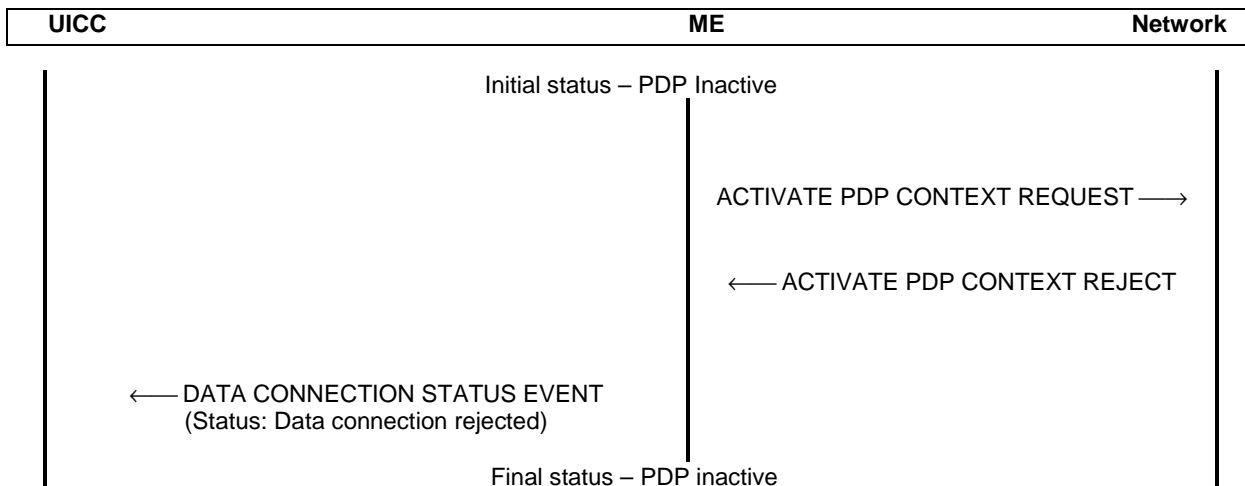 UICC ME Network
Initial status – PDP Inactive
ACTIVATE PDP CONTEXT REQUEST ⟶
⟵ ACTIVATE PDP CONTEXT REJECT
⟵ DATA CONNECTION STATUS EVENT
(Status: Data connection rejected)
Final status – PDP inactive